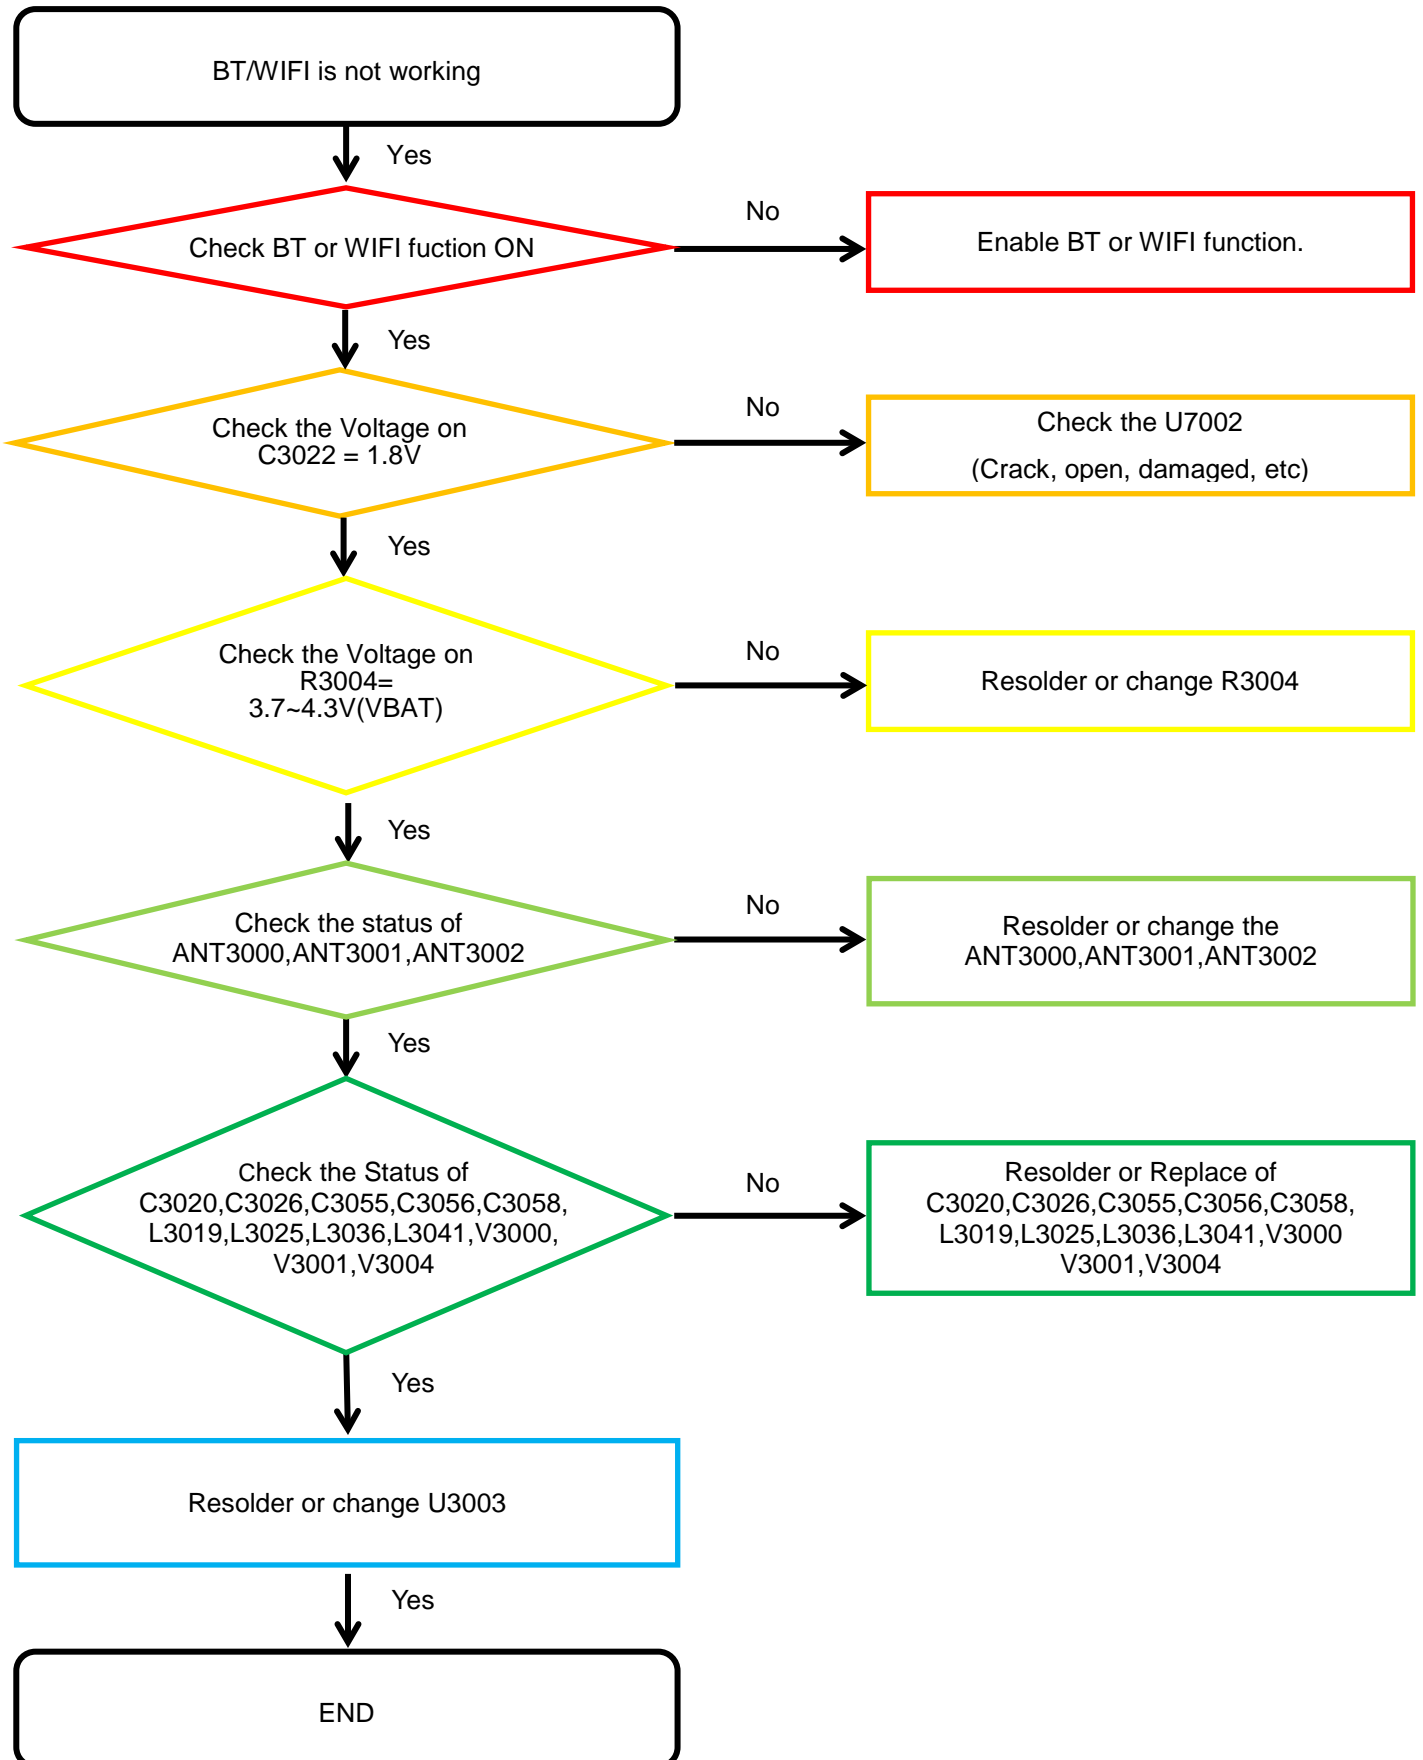 BT/WIFI is not working
Yes
Check BT or WIFI fuction ON
No
Enable BT or WIFI function.
Yes
Check the Voltage on
C3022 = 1.8V
No
Check the U7002
(Crack, open, damaged, etc)
Yes
Check the Voltage on
R3004=
3.7~4.3V(VBAT)
No
Resolder or change R3004
Yes
Check the status of
ANT3000,ANT3001,ANT3002
No
Resolder or change the
ANT3000,ANT3001,ANT3002
Yes
Check the Status of
C3020,C3026,C3055,C3056,C3058,
L3019,L3025,L3036,L3041,V3000,
V3001,V3004
No
Resolder or Replace of
C3020,C3026,C3055,C3056,C3058,
L3019,L3025,L3036,L3041,V3000
V3001,V3004
Yes
Resolder or change U3003
Yes
END